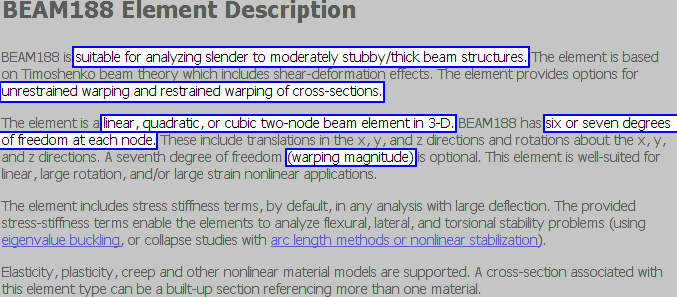 BEAM188 Element Description
BEAM188 is suitable for analyzing slender to moderately stubby/thick beam structures. The element is based
on Timoshenko beam theory which includes shear-deformation effects. The element provides options for
unrestrained warping and restrained warping of cross-sections.
The element is a linear, quadratic, or cubic two-node beam element in 3-D. BEAM188 has six or seven degrees
of freedom at each node. These include translations in the x, y, and z directions and rotations about the x, y,
and z directions. A seventh degree of freedom (warping magnitude) is optional. This element is well-suited for
linear, large rotation, and/or large strain nonlinear applications.
The element includes stress stiffness terms, by default, in any analysis with large deflection. The provided
stress-stiffness terms enable the elements to analyze flexural, lateral, and torsional stability problems (using
eigenvalue buckling, or collapse studies with arc length methods or nonlinear stabilization).
Elasticity, plasticity, creep and other nonlinear material models are supported. A cross-section associated with
this element type can be a built-up section referencing more than one material.